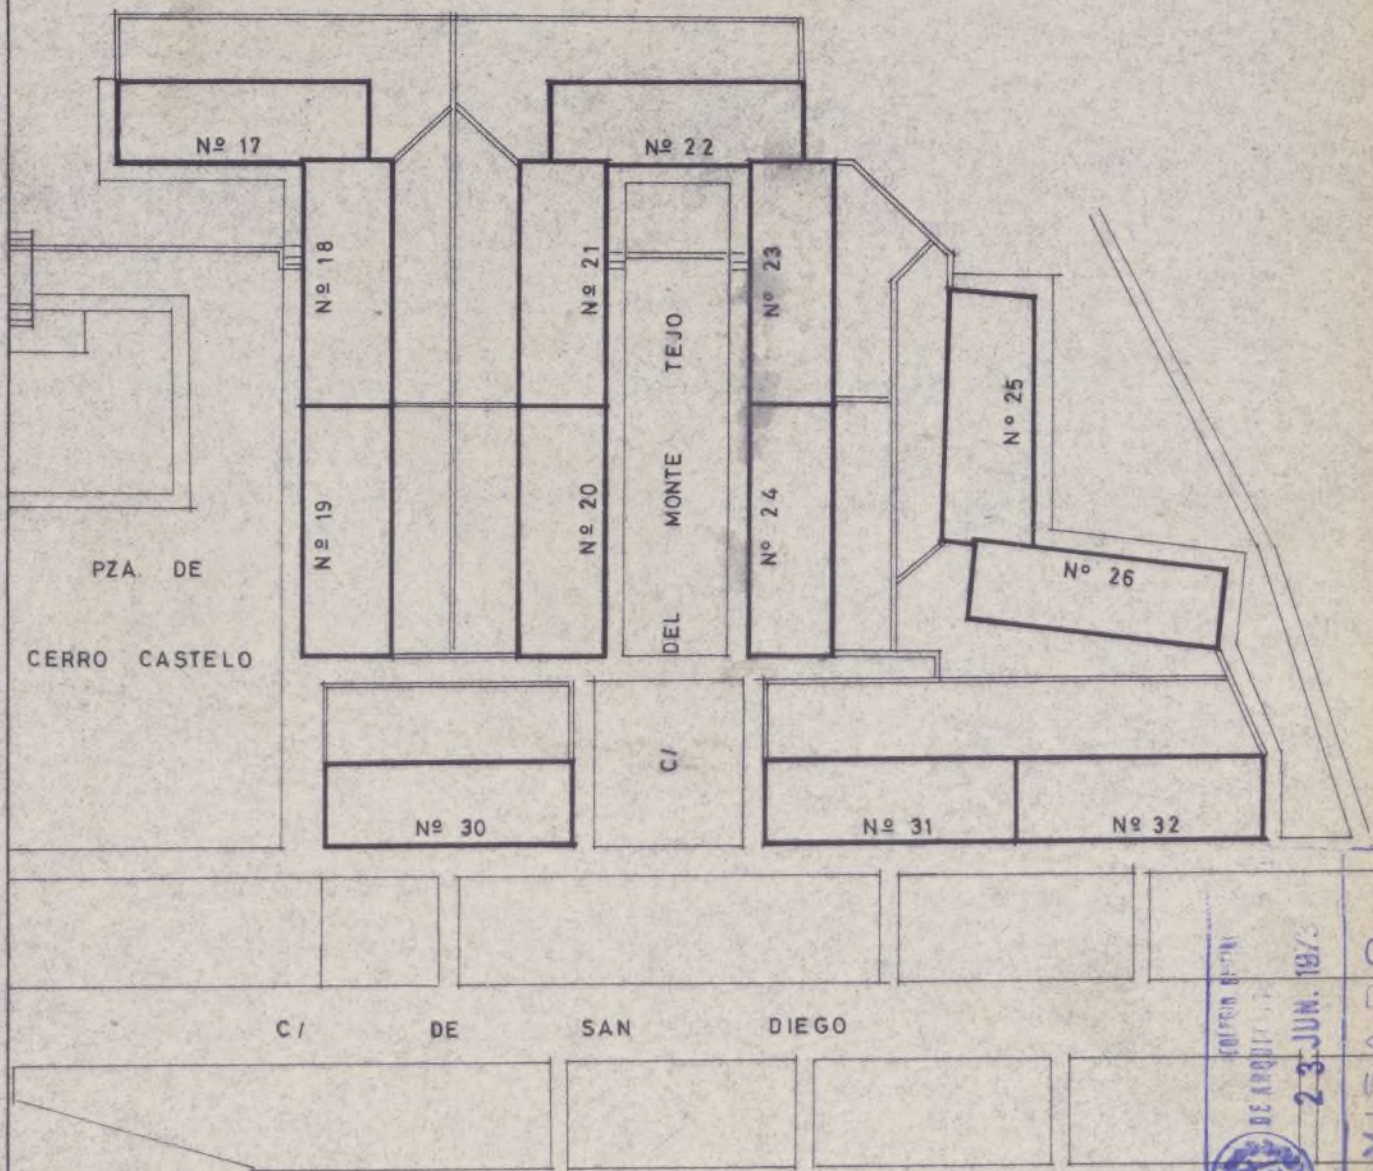 Nº 17
Nº 22
Nº 18
Nº 21
Nº 23
Nº 25
Nº 19
Nº 20
Nº 24
Nº 26
PZA. DE
CERRO CASTELO
C/ DEL MONTE TEJO
Nº 30
Nº 31
Nº 32
C/ DE SAN DIEGO
DE
23 JUN. 197